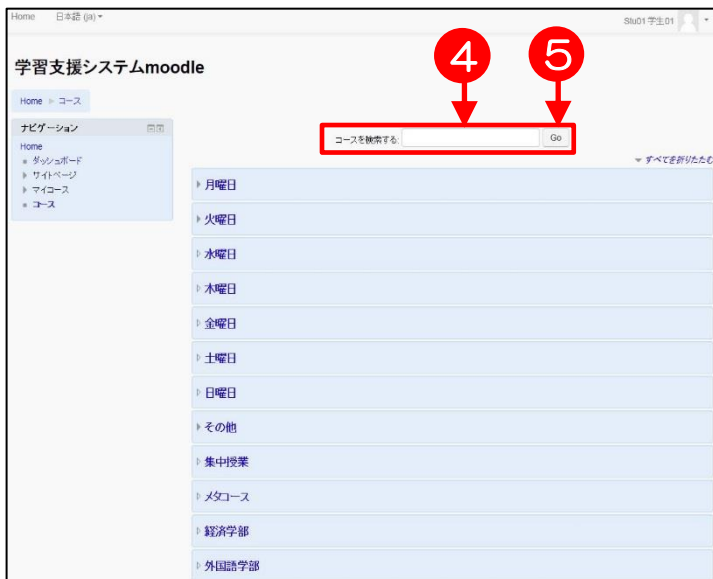 Home 日本語 (ja)
Stu01 学生01
学習支援システムmoodle
④ ⑤
Home コース
ナビゲーション
Home
ダッシュボード
サイトページ
マイコース
コース
コースを検索する: Go
すべてを折りたたむ
月曜日
火曜日
水曜日
木曜日
金曜日
土曜日
日曜日
その他
集中授業
メタコース
経済学部
外国語学部